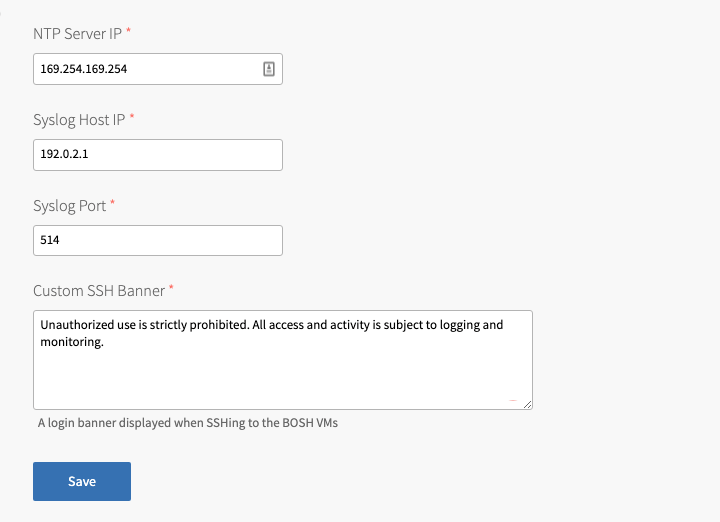 NTP Server IP *
169.254.169.254
Syslog Host IP *
192.0.2.1
Syslog Port *
514
Custom SSH Banner *
Unauthorized use is strictly prohibited. All access and activity is subject to logging and
monitoring.
A login banner displayed when SSHing to the BOSH VMs
Save